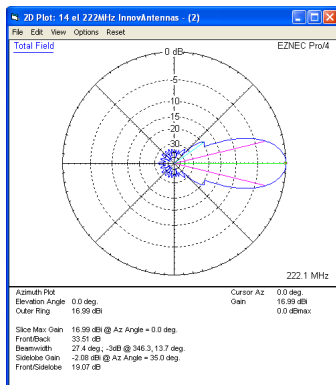 2D Plot: 14 el 222MHz InnovAntennas - (2)
File Edit View Options Reset
Total Field
EZNEC Pro/4
0 dB
-5
-10
-15
-20
-30
222.1 MHz
Azimuth Plot
Elevation Angle 0.0 deg.
Outer Ring 16.99 dBi
Cursor Az 0.0 deg.
Gain 16.99 dBi
0.0 dBmax
Slice Max Gain 16.99 dBi @ Az Angle = 0.0 deg.
Front/Back 33.51 dB
Beamwidth 27.4 deg.; -3dB @ 346.3, 13.7 deg.
Sidelobe Gain -2.08 dBi @ Az Angle = 35.0 deg.
Front/Sidelobe 19.07 dB